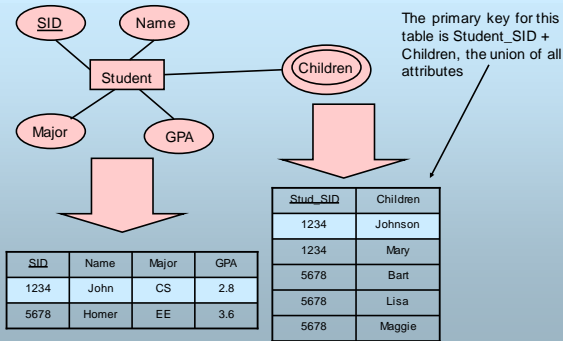 SID
Name
The primary key for this
table is Student_SID +
Children, the union of all
attributes
Student
Children
Major
GPA
Stud_SID Children
1234 Johnson
1234 Mary
5678 Bart
5678 Lisa
5678 Maggie
SID Name Major GPA
1234 John CS 2.8
5678 Homer EE 3.6